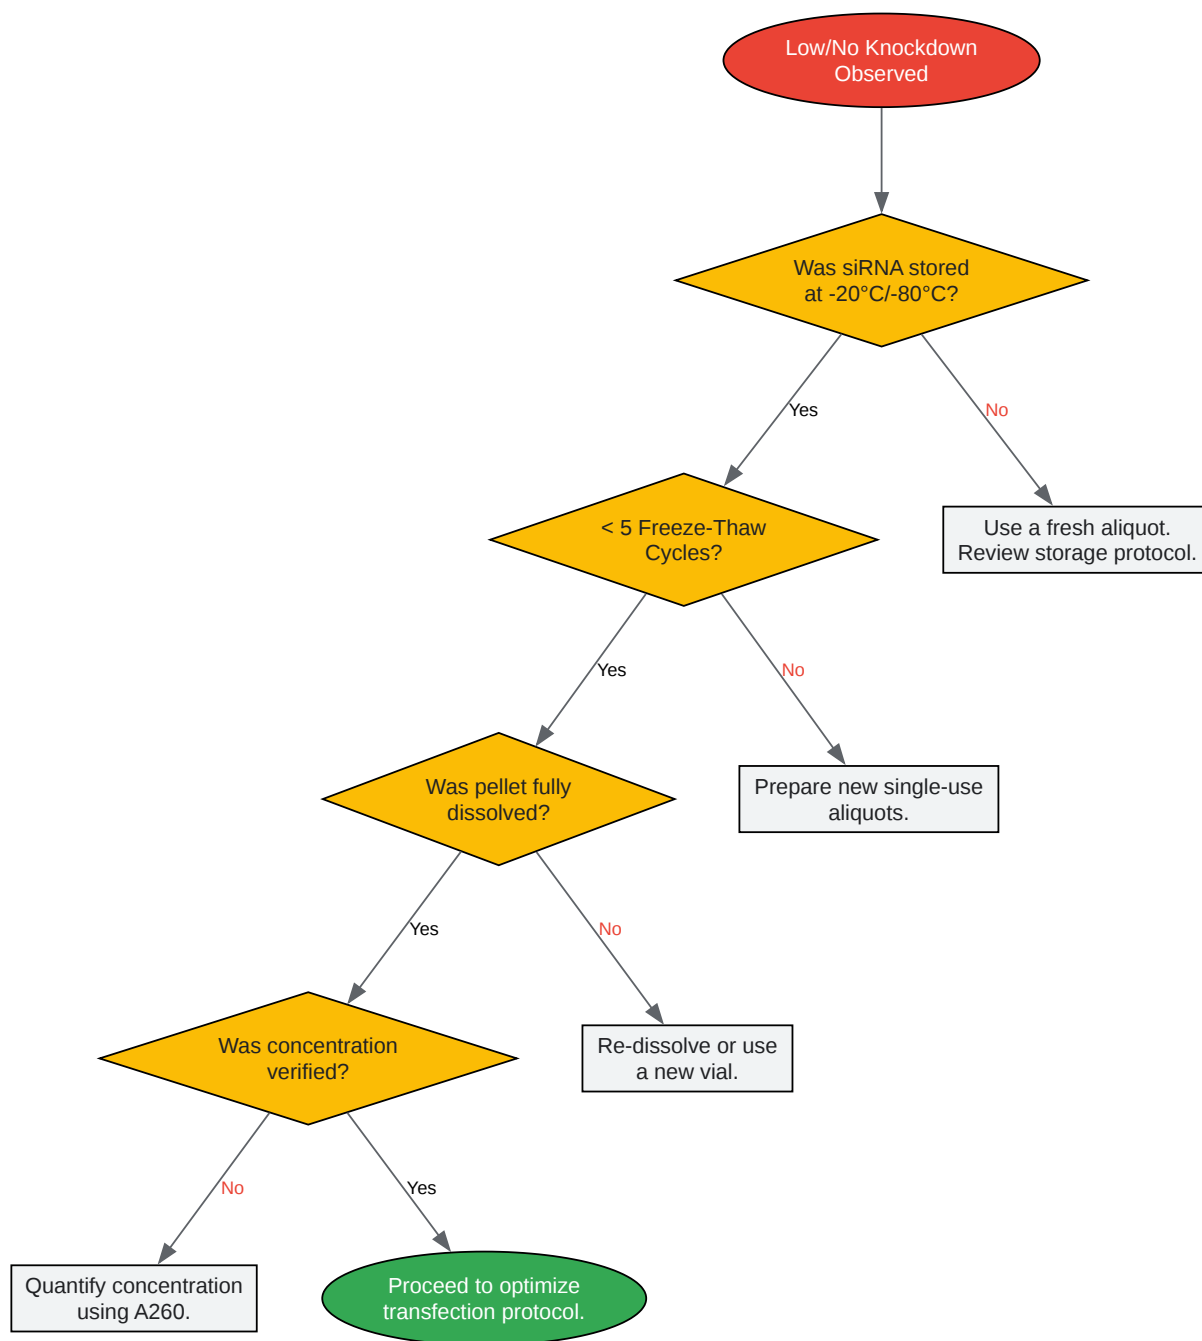 Low/No Knockdown
Observed
Was siRNA stored
at -20°C/-80°C?
Yes
No
< 5 Freeze-Thaw
Cycles?
Use a fresh aliquot.
Review storage protocol.
Yes
No
Was pellet fully
dissolved?
Prepare new single-use
aliquots.
Yes
No
Was concentration
verified?
Re-dissolve or use
a new vial.
No
Yes
Quantify concentration
using A260.
Proceed to optimize
transfection protocol.